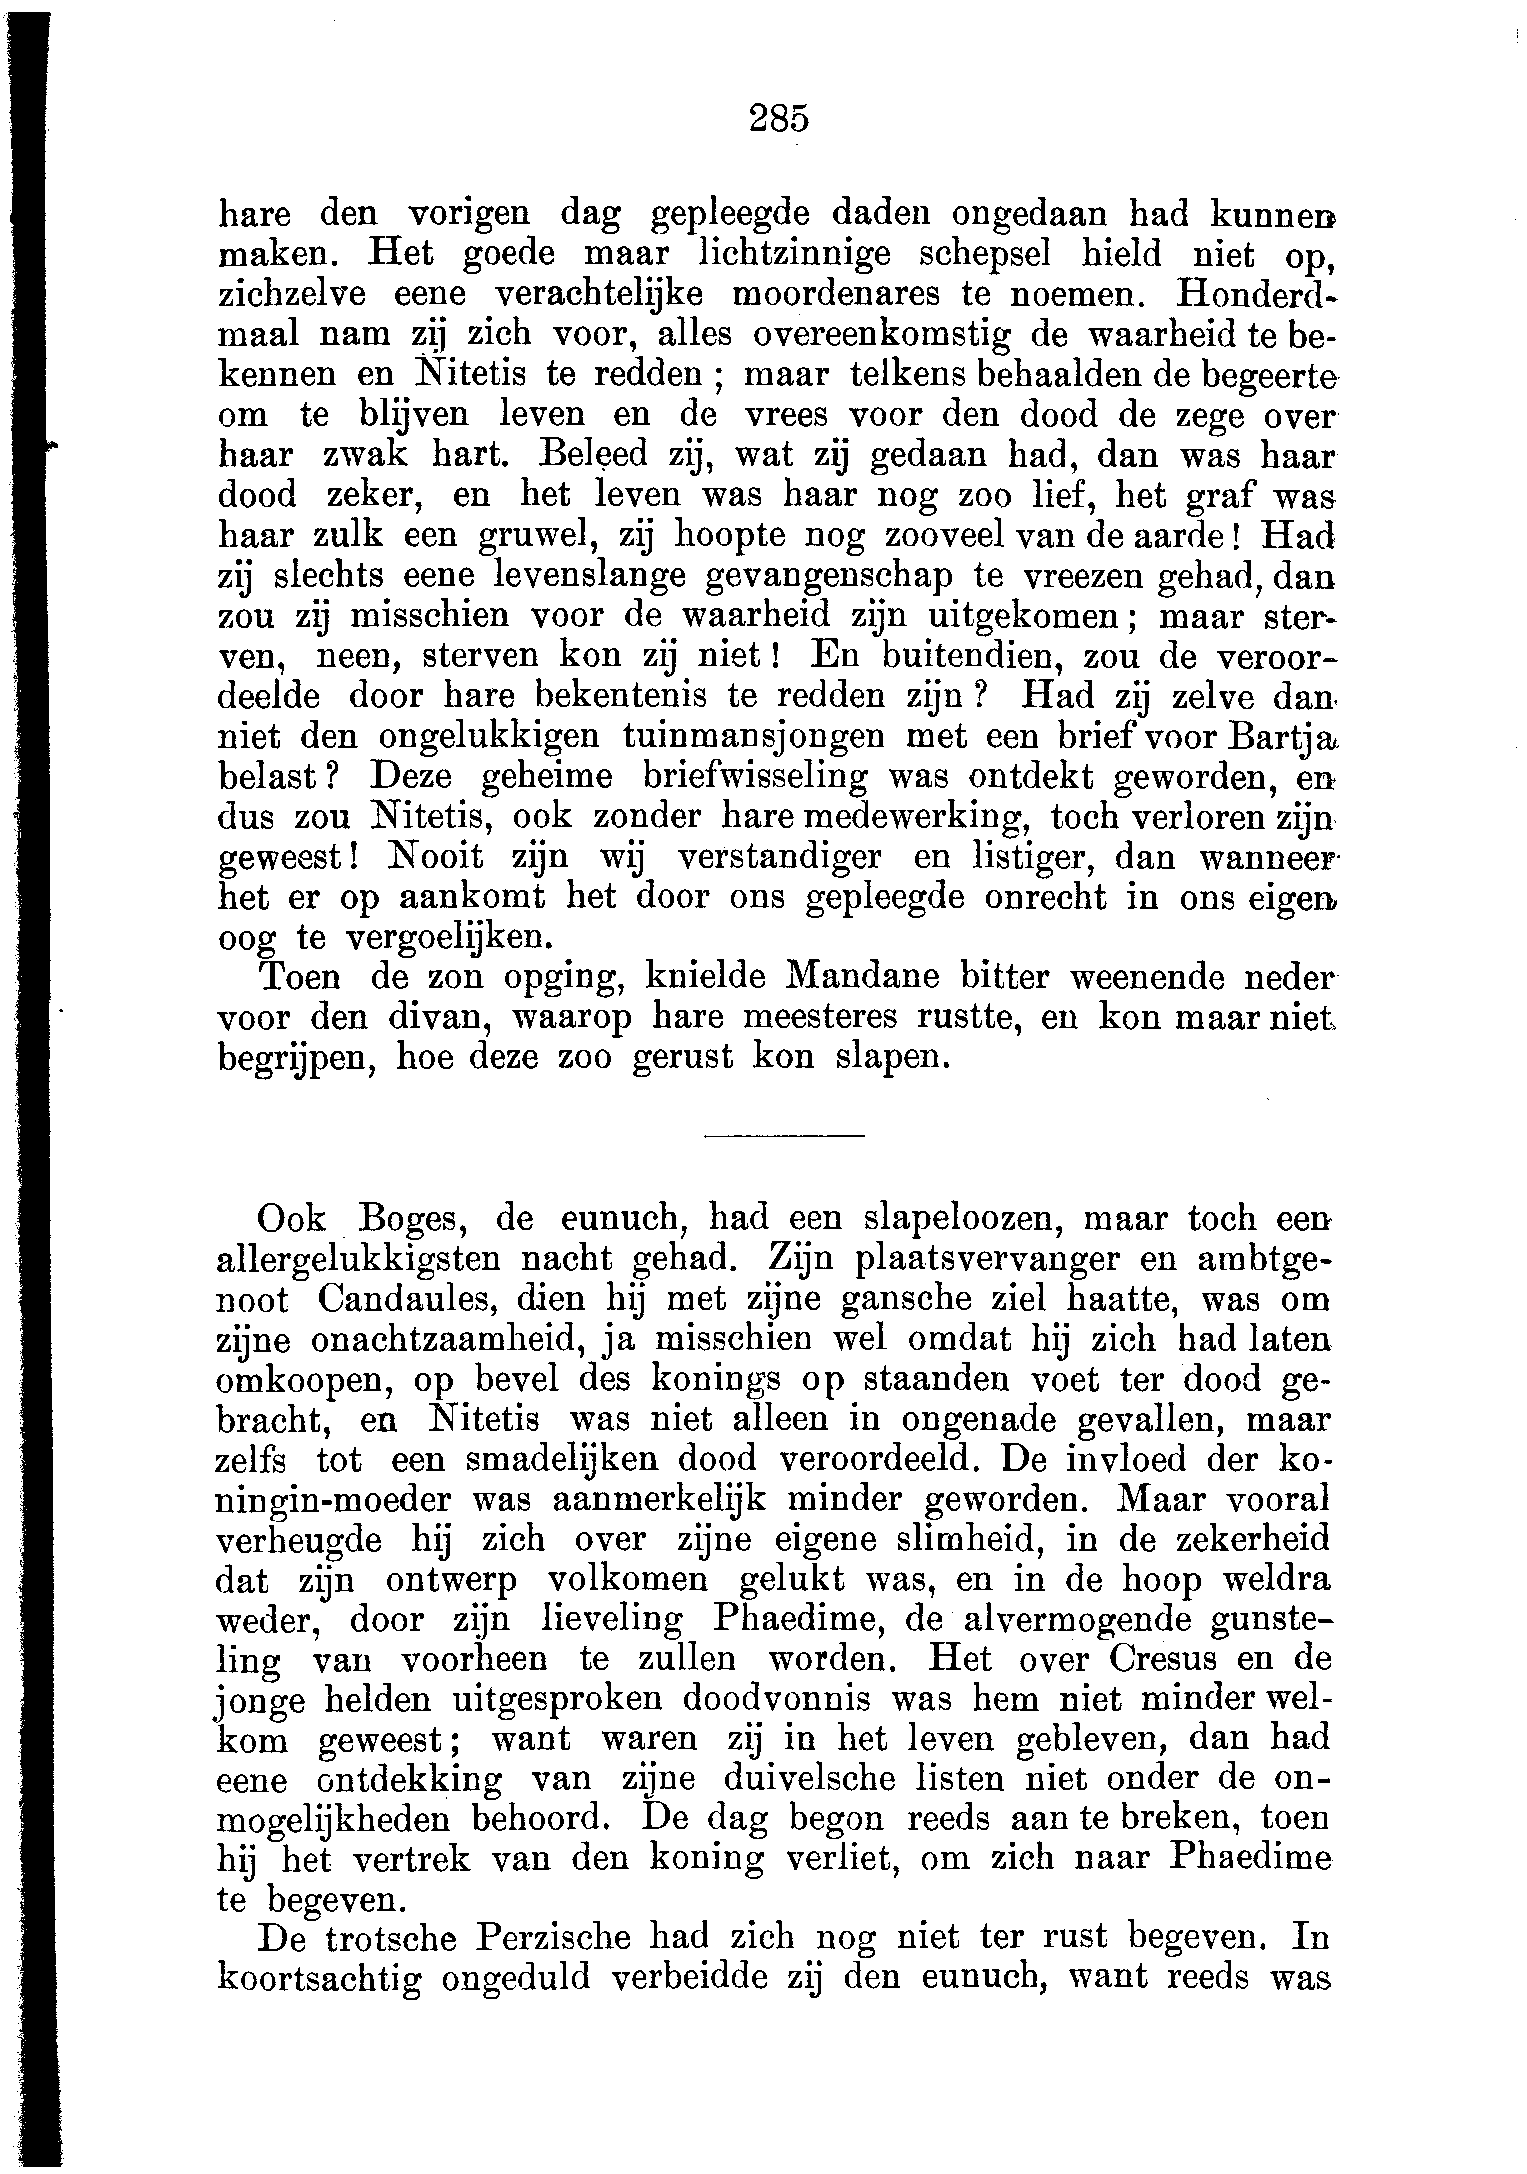 285
hare den vorigen dag gepleegde daden ongedaan had kunnen
maken. Het goede maar lichtzinnige schepsel hield niet op,
zichzelve eene verachtelijke moordenares te noemen. Honderd-
maal nam zij zich voor, alles overeenkomstig de waarheid te be-
kennen en Nitetis te redden ; maar telkens behaalden de begeerte
om te blijven leven en de vrees voor den dood de zege over
haar zwak hart. Beleed zij, wat zij gedaan had, dan was haar
dood zeker, en het leven was haar nog zoo lief, het graf was
haar zulk een gruwel, zij hoopte nog zooveel van de aarde! Had
zij slechts eene levenslange gevangenschap te vreezen gehad, dan
zou zij misschien voor de waarheid zijn uitgekomen; maar ster-
ven, neen, sterven kon zij niet! En buitendien, zou de veroor-
deelde door hare bekentenis te redden zijn? Had zij zelve dan
niet den ongelukkigen tuinmansjongen met een brief voor Bartja
belast? Deze geheime briefwisseling was ontdekt geworden, en
dus zou Nitetis, ook zonder hare medewerking, toch verloren zijn
geweest! Nooit zijn wij verstandiger en listiger, dan wanneer
het er op aankomt het door ons gepleegde onrecht in ons eigen
oog te vergoelijken.
Toen de zon opging, knielde Mandane bitter weenende neder
voor den divan, waarop hare meesteres rustte, en kon maar niet
begrijpen, hoe deze zoo gerust kon slapen.
Ook Boges, de eunuch, had een slapeloozen, maar toch een
allergelukkigsten nacht gehad. Zijn plaatsvervanger en ambtge-
noot Candaules, dien hij met zijne gansche ziel haatte, was om
zijne onachtzaamheid, ja misschien wel omdat hij zich had laten
omkoopen, op bevel des konings op staanden voet ter dood ge-
bracht, en Nitetis was niet alleen in ongenade gevallen, maar
zelfs tot een smadelijken dood veroordeeld. De invloed der ko-
ningin-moeder was aanmerkelijk minder geworden. Maar vooral
verheugde hij zich over zijne eigene slimheid, in de zekerheid
dat zijn ontwerp volkomen gelukt was, en in de hoop weldra
weder, door zijn lieveling Phaedime, de alvermogende gunste-
ling van voorheen te zullen worden. Het over Cresus en de
jonge helden uitgesproken doodvonnis was hem niet minder wel-
kom geweest; want waren zij in het leven gebleven, dan had
eene ontdekking van zijne duivelsche listen niet onder de on-
mogelijkheden behoord. De dag begon reeds aan te breken, toen
hij het vertrek van den koning verliet, om zich naar Phaedime
te begeven.
De trotsche Perzische had zich nog niet ter rust begeven. In
koortsachtig ongeduld verbeidde zij den eunuch, want reeds was